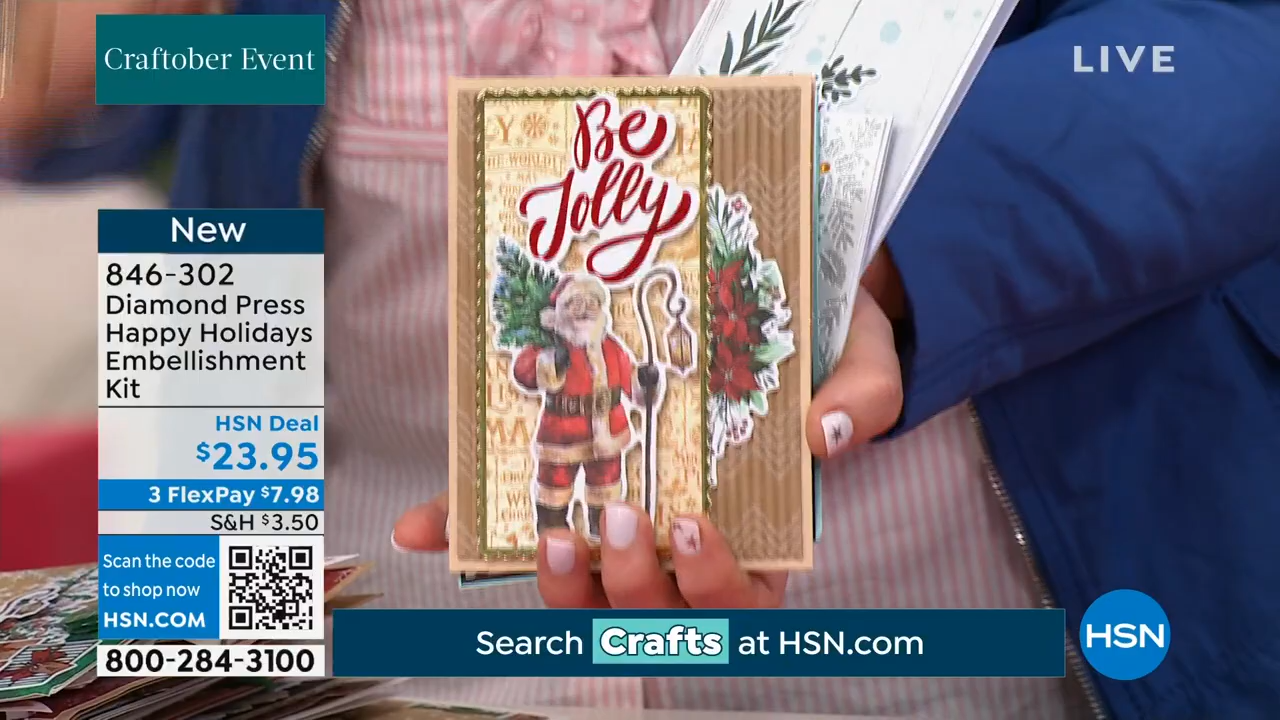 Craftober Event
LIVE
New
846-302
Diamond Press
Happy Holidays
Embellishment
Kit
HSN Deal
$23.95
3 FlexPay $7.98
S&H $3.50
Scan the code
to shop now
HSN.COM
800-284-3100
Be
Jolly
Search Crafts at HSN.com
HSN